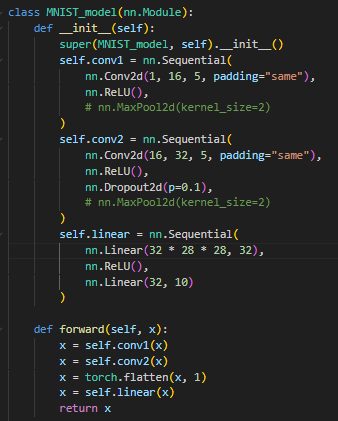 class MNIST_model(nn.Module):
    def __init__(self):
        super(MNIST_model, self).__init__()
        self.conv1 = nn.Sequential(
            nn.Conv2d(1, 16, 5, padding="same"),
            nn.ReLU(),
            # nn.MaxPool2d(kernel_size=2)
        )
        self.conv2 = nn.Sequential(
            nn.Conv2d(16, 32, 5, padding="same"),
            nn.ReLU(),
            nn.Dropout2d(p=0.1),
            # nn.MaxPool2d(kernel_size=2)
        )
        self.linear = nn.Sequential(
            nn.Linear(32 * 28 * 28, 32),
            nn.ReLU(),
            nn.Linear(32, 10)
        )

    def forward(self, x):
        x = self.conv1(x)
        x = self.conv2(x)
        x = torch.flatten(x, 1)
        x = self.linear(x)
        return x